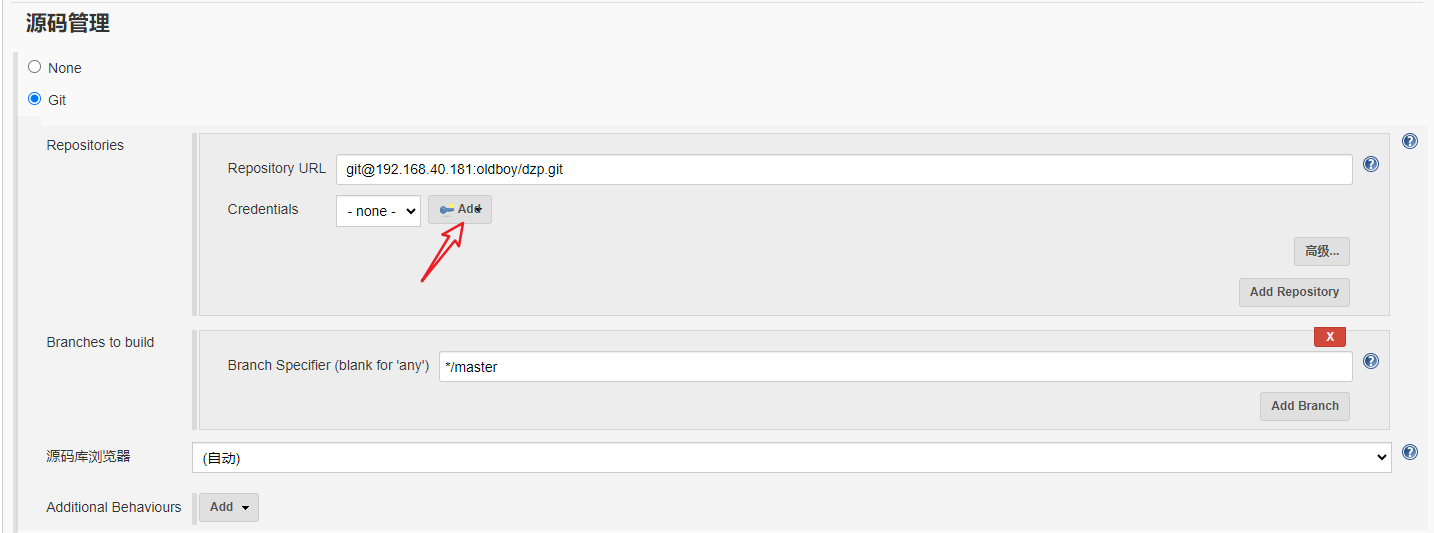 源码管理
None
Git
Repositories
Repository URL git@192.168.40.181:oldboy/dzp.git
Credentials - none - Add
高级...
Add Repository
Branches to build
X
Branch Specifier (blank for 'any') */master
Add Branch
源码库浏览器 (自动)
Additional Behaviours Add